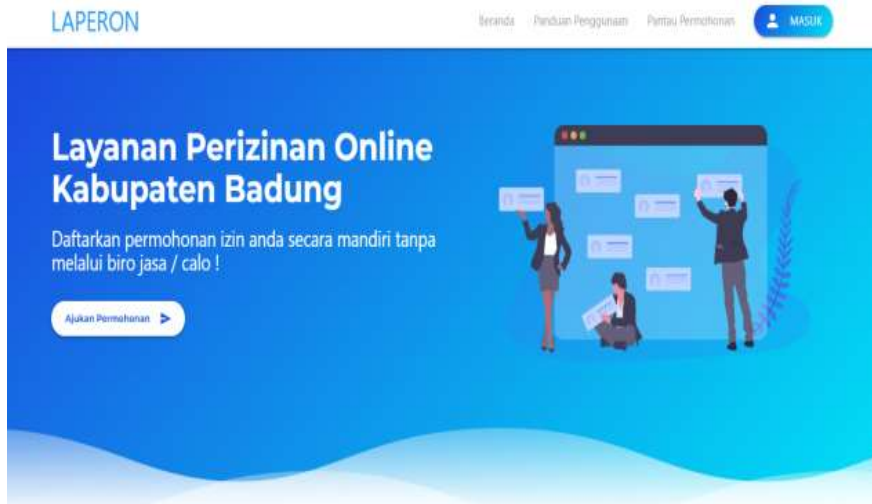 LAPERON
Beranda Panduan Penggunaan Pantau Permohonan MASUK
Layanan Perizinan Online
Kabupaten Badung
Daftarkan permohonan izin anda secara mandiri tanpa
melalui biro jasa / calo !
Ajukan Permohonan